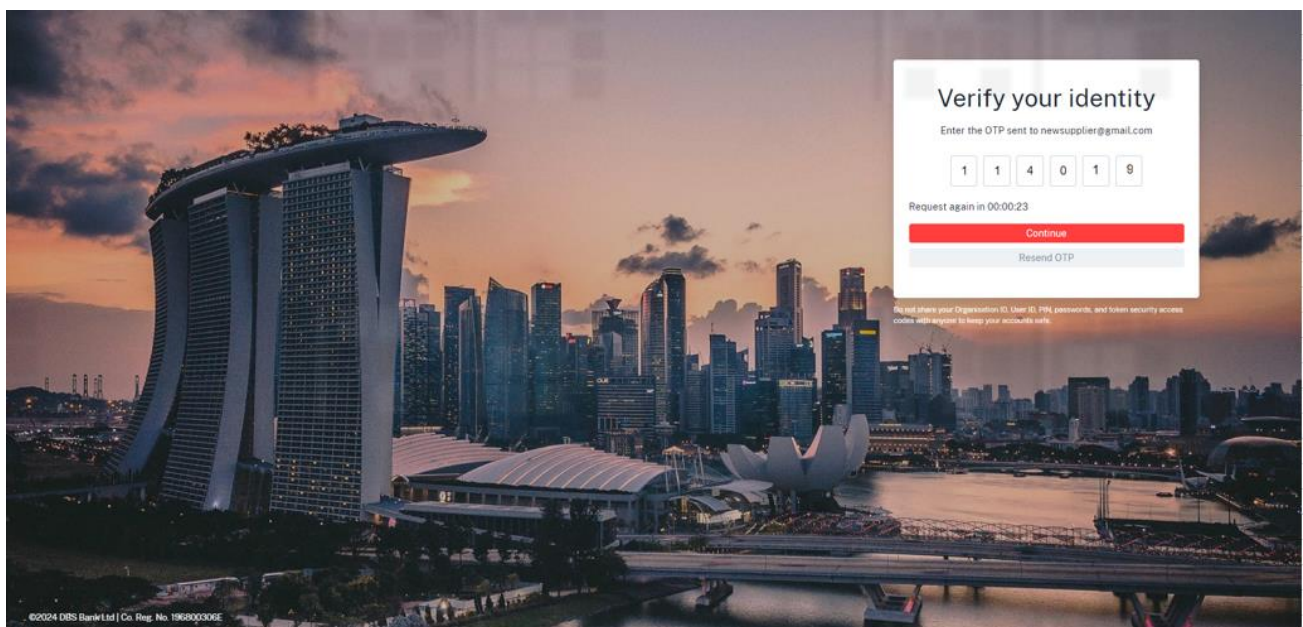 Verify your identity
Enter the OTP sent to newsupplier@gmail.com
1 1 4 0 1 9
Request again in 00:00:23
Continue
Resend OTP
Do not share your Organisation ID, User ID, PIN, passwords, and token security access
codes with anyone to keep your accounts safe.
©2024 DBS Bank Ltd | Co. Reg. No. 196800306E